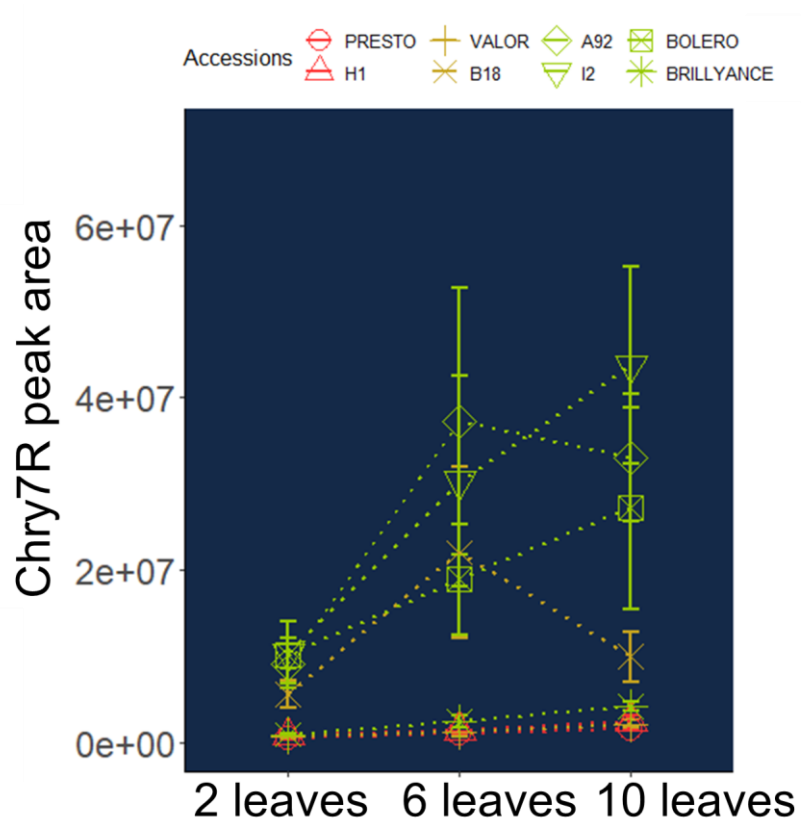 Accessions
PRESTO VALOR A92 BOLERO
H1 B18 I2 BRILLYANCE
Chry7R peak area
6e+07
4e+07
2e+07
0e+00
2 leaves 6 leaves 10 leaves